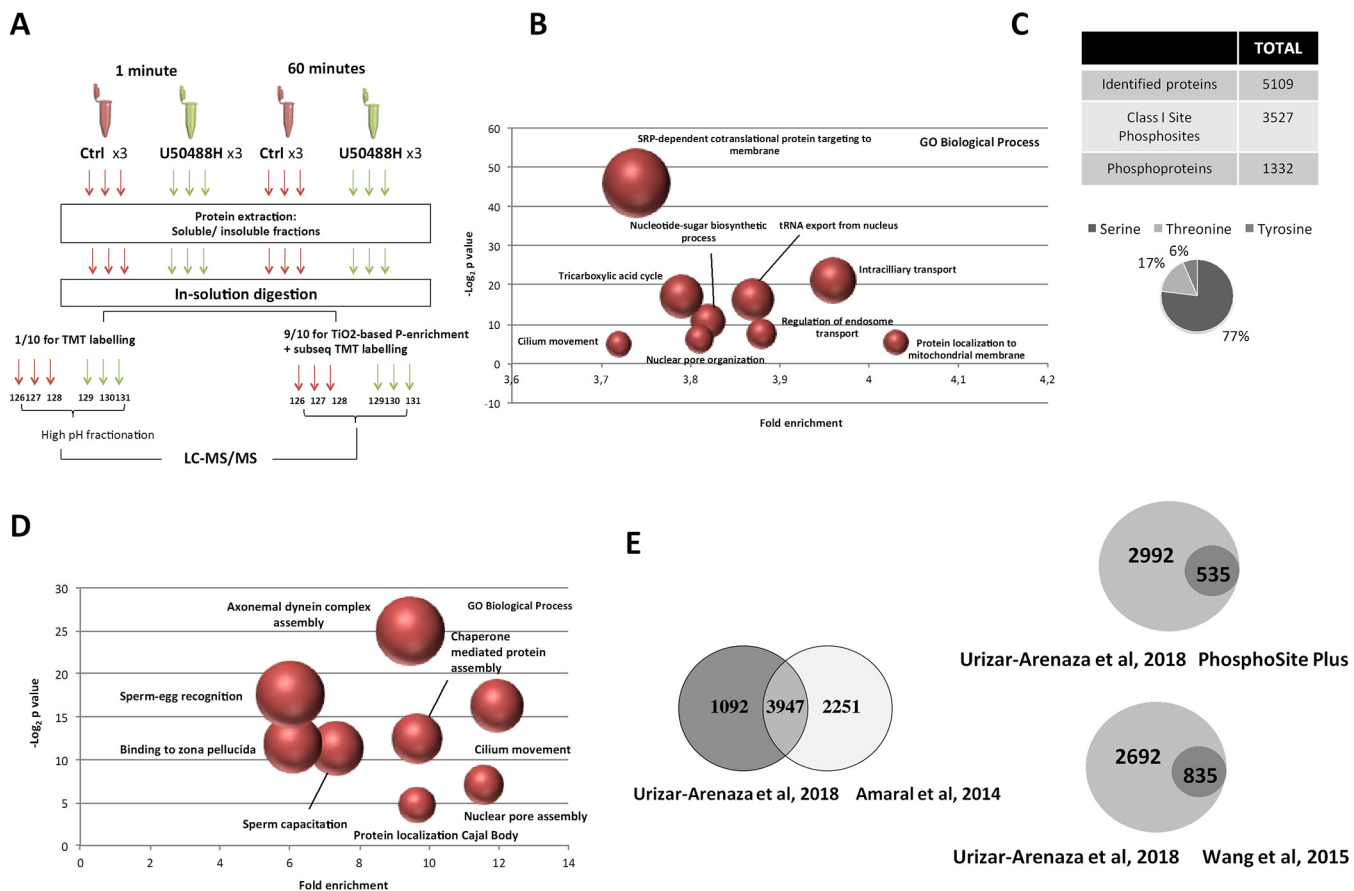 A
1 minute
60 minutes
Ctrl x3
U50488H x3
Ctrl x3
U50488H x3
Protein extraction:
Soluble/ insoluble fractions
In-solution digestion
1/10 for TMT labelling
9/10 for TiO2-based P-enrichment
+ subseq TMT labelling
126 127 128 129 130 131
126 127 128 129 130 131
High pH fractionation
LC-MS/MS
B
GO Biological Process
-Log2 p value
60
50
40
30
20
10
0
-10
SRP-dependent cotranslational protein targeting to
membrane
Nucleotide-sugar biosynthetic
process
tRNA export from nucleus
Tricarboxylic acid cycle
Intracilliary transport
Cilium movement
Nuclear pore organization
Regulation of endosome
transport
Protein localization to
mitochondrial membrane
3,6 3,7 3,8 3,9 4 4,1 4,2
Fold enrichment
C
TOTAL
Identified proteins 5109
Class I Site
Phosphosites
3527
Phosphoproteins 1332
Serine Threonine Tyrosine
6%
17%
77%
D
GO Biological Process
-Log2 p value
30
25
20
15
10
5
0
Axonemal dynein complex
assembly
Chaperone
mediated protein
assembly
Sperm-egg recognition
Binding to zona pellucida
Cilium movement
Sperm capacitation
Nuclear pore assembly
Protein localization Cajal Body
0 2 4 6 8 10 12 14
Fold enrichment
E
1092 3947 2251
Urizar-Arenaza et al, 2018 Amaral et al, 2014
2992
535
Urizar-Arenaza et al, 2018 PhosphoSite Plus
2692
835
Urizar-Arenaza et al, 2018 Wang et al, 2015